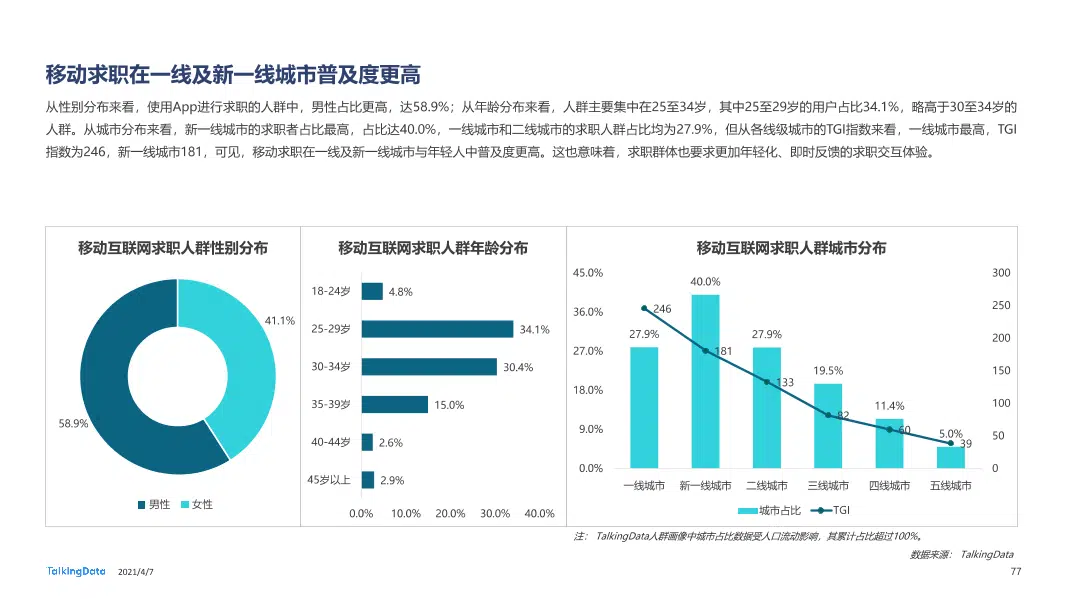 移动求职在一线及新一线城市普及度更高
从性别分布来看，使用App进行求职的人群中，男性占比更高，达58.9%；从年龄分布来看，人群主要集中在25至34岁，其中25至29岁的用户占比34.1%，略高于30至34岁的
人群。从城市分布来看，新一线城市的求职者占比最高，占比达40.0%，一线城市和二线城市的求职人群占比均为27.9%，但从各线级城市的TGI指数来看，一线城市最高，TGI
指数为246，新一线城市181，可见，移动求职在一线及新一线城市与年轻人中普及度更高。这也意味着，求职群体也要求更加年轻化、即时反馈的求职交互体验。
移动互联网求职人群性别分布
41.1%
58.9%
男性 女性
移动互联网求职人群年龄分布
18-24岁 4.8%
25-29岁 34.1%
30-34岁 30.4%
35-39岁 15.0%
40-44岁 2.6%
45岁以上 2.9%
0.0% 10.0% 20.0% 30.0% 40.0%
移动互联网求职人群城市分布
45.0%
36.0%
27.0%
18.0%
9.0%
0.0%
27.9%
40.0%
27.9%
19.5%
11.4%
5.0%
246
181
133
82
60
39
300
250
200
150
100
50
0
一线城市 新一线城市 二线城市 三线城市 四线城市 五线城市
城市占比 TGI
注： TalkingData人群画像中城市占比数据受人口流动影响，其累计占比超过100%。
数据来源： TalkingData
TalkingData 2021/4/7
77